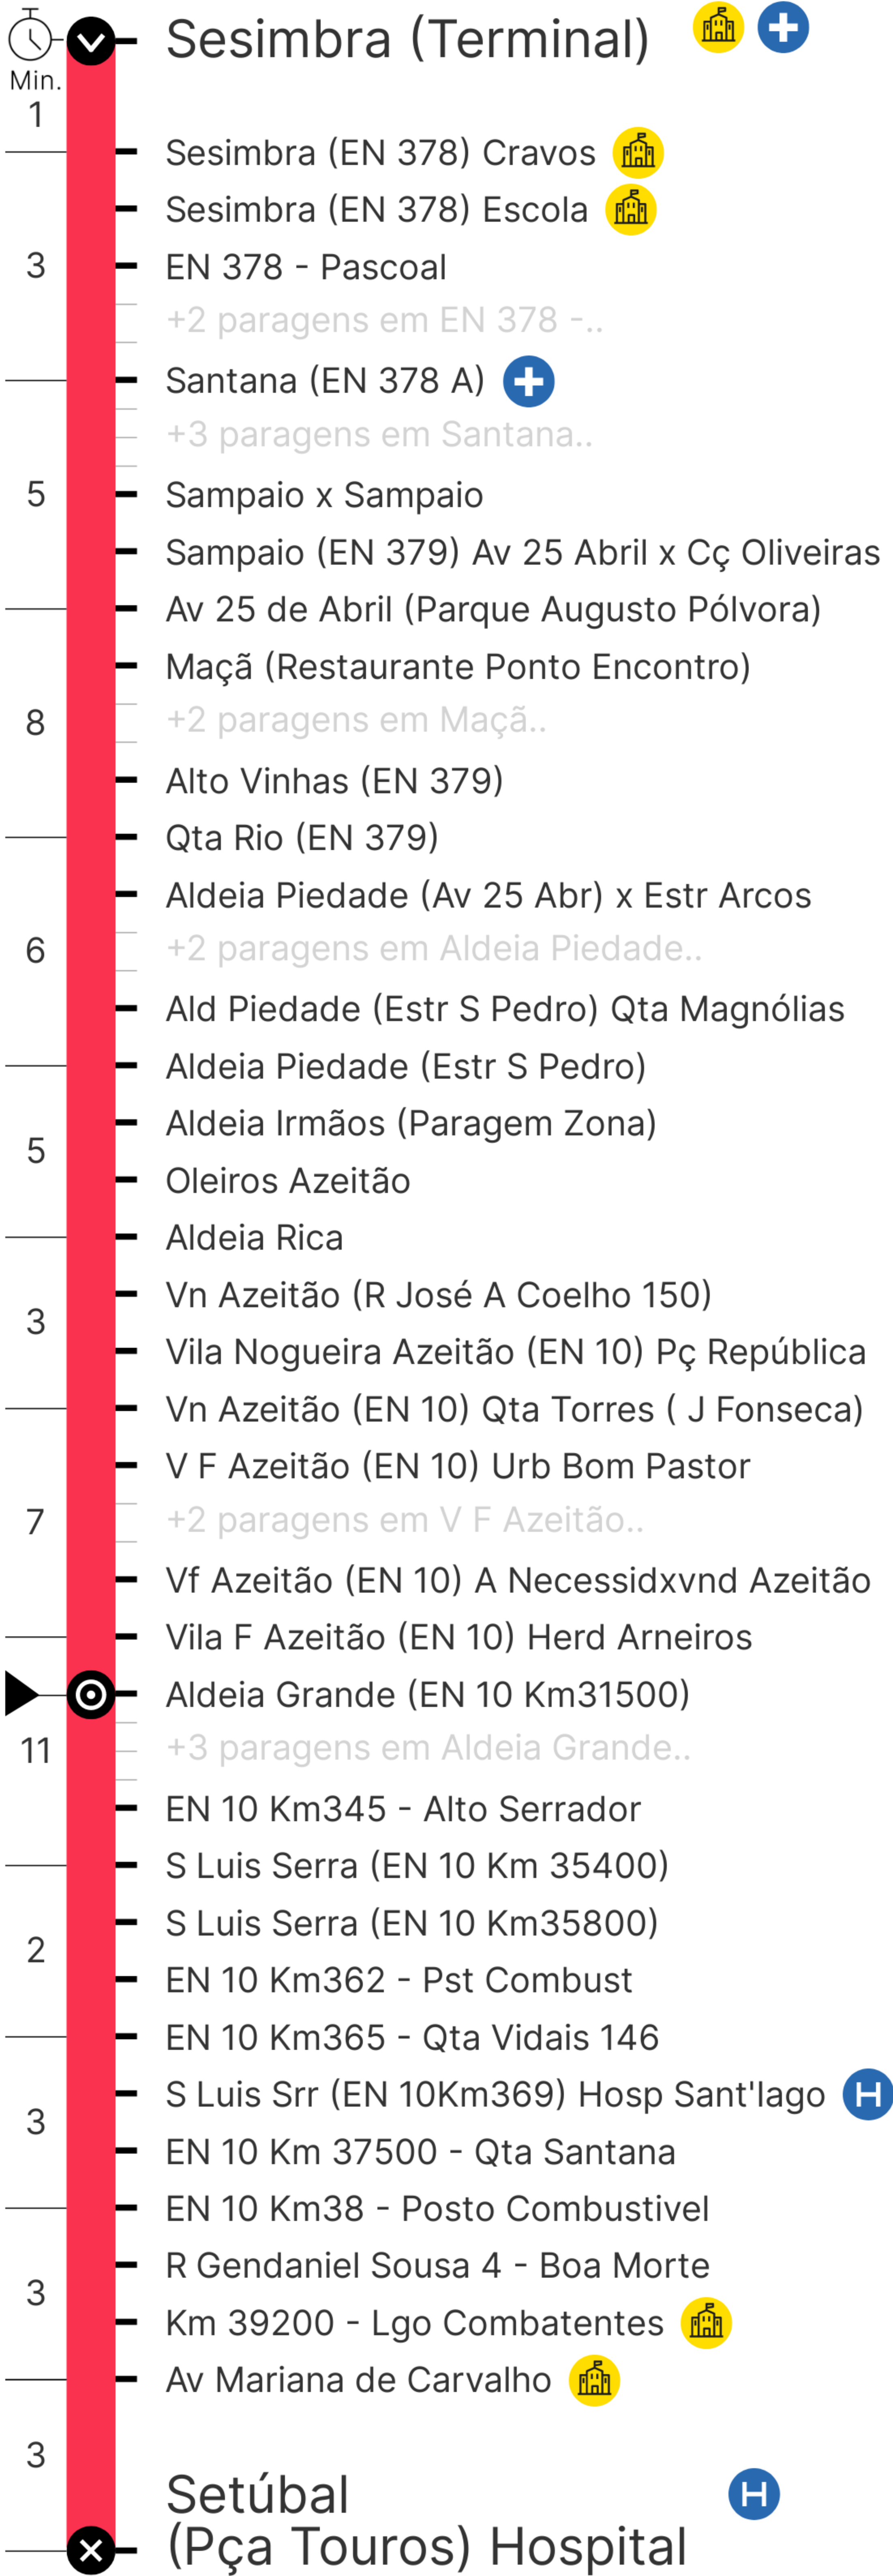 Sesimbra (Terminal)
Min.
1
Sesimbra (EN 378) Cravos
Sesimbra (EN 378) Escola
3
EN 378 - Pascoal
+2 paragens em EN 378 -..
Santana (EN 378 A)
+3 paragens em Santana..
5
Sampaio x Sampaio
Sampaio (EN 379) Av 25 Abril x Cç Oliveiras
Av 25 de Abril (Parque Augusto Pólvora)
Maçã (Restaurante Ponto Encontro)
8
+2 paragens em Maçã..
Alto Vinhas (EN 379)
Qta Rio (EN 379)
Aldeia Piedade (Av 25 Abr) x Estr Arcos
6
+2 paragens em Aldeia Piedade..
Ald Piedade (Estr S Pedro) Qta Magnólias
Aldeia Piedade (Estr S Pedro)
Aldeia Irmãos (Paragem Zona)
5
Oleiros Azeitão
Aldeia Rica
Vn Azeitão (R José A Coelho 150)
3
Vila Nogueira Azeitão (EN 10) Pç República
Vn Azeitão (EN 10) Qta Torres ( J Fonseca)
V F Azeitão (EN 10) Urb Bom Pastor
7
+2 paragens em V F Azeitão..
Vf Azeitão (EN 10) A Necessidxvnd Azeitão
Vila F Azeitão (EN 10) Herd Arneiros
Aldeia Grande (EN 10 Km31500)
11
+3 paragens em Aldeia Grande..
EN 10 Km345 - Alto Serrador
S Luis Serra (EN 10 Km 35400)
S Luis Serra (EN 10 Km35800)
2
EN 10 Km362 - Pst Combust
EN 10 Km365 - Qta Vidais 146
S Luis Srr (EN 10Km369) Hosp Sant'Iago H
3
EN 10 Km 37500 - Qta Santana
EN 10 Km38 - Posto Combustivel
R Gendaniel Sousa 4 - Boa Morte
3
Km 39200 - Lgo Combatentes
Av Mariana de Carvalho
3
Setúbal H
(Pça Touros) Hospital